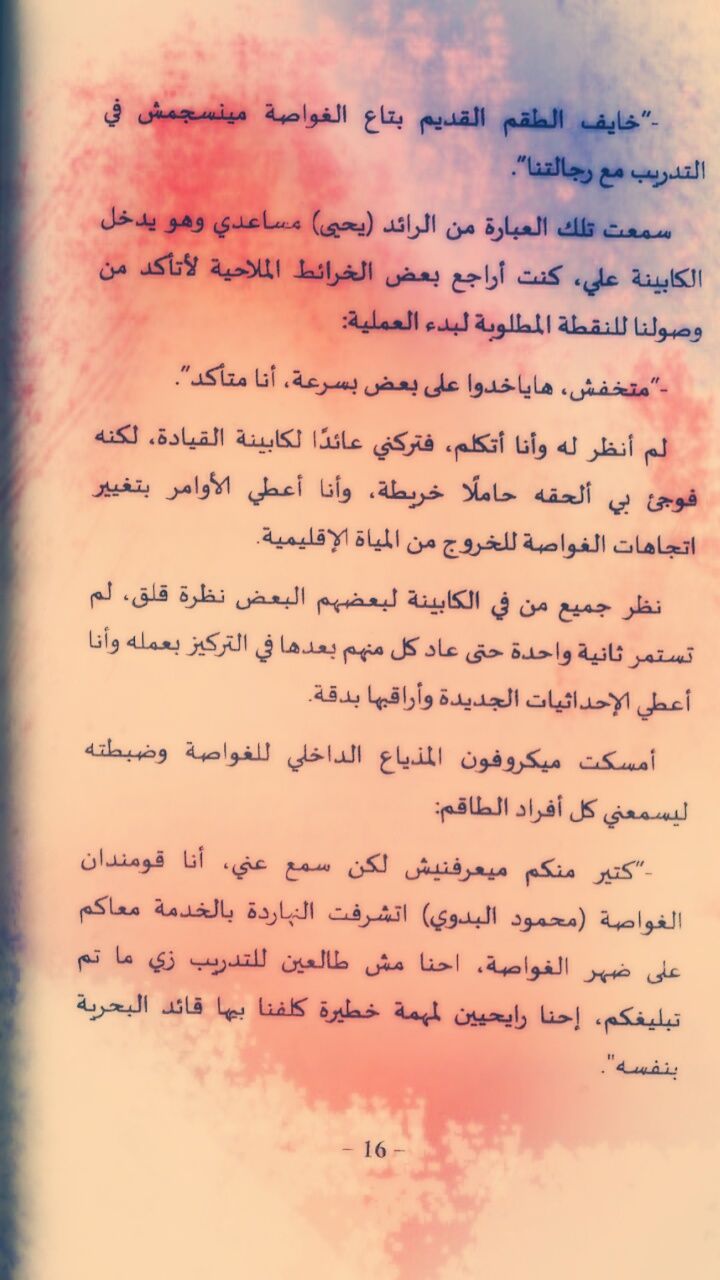 -"خايف الطقم القديم بتاع الغواصة مينسجمش في
التدريب مع رجالتنا".
سمعت تلك العبارة من الرائد (يحيى) مساعدي وهو يدخل
الكابينة علي، كنت أراجع بعض الخرائط الملاحية لأتأكد من
وصولنا للنقطة المطلوبة لبدء العملية:
-"متخفش، هاياخدوا على بعض بسرعة، أنا متأكد".
لم أنظر له وأنا أتكلم، فتركني عائدًا لكابينة القيادة، لكنه
فوجئ بي ألحقه حاملًا خريطة، وأنا أعطي الأوامر بتغيير
اتجاهات الغواصة للخروج من المياة الإقليمية.
نظر جميع من في الكابينة لبعضهم البعض نظرة قلق، لم
تستمر ثانية واحدة حتى عاد كل منهم بعدها في التركيز بعمله وأنا
أعطي الإحداثيات الجديدة وأراقبها بدقة.
أمسكت ميكروفون المذياع الداخلي للغواصة وضبطته
ليسمعني كل أفراد الطاقم:
-"كتير منكم ميعرفنيش لكن سمع عني، أنا قومندان
الغواصة (محمود البدوي) اتشرفت النهاردة بالخدمة معاكم
على ضهر الغواصة، احنا مش طالعين للتدريب زي ما تم
تبليغكم، إحنا رايحيين لمهمة خطيرة كلفنا بيها قائد البحرية
بنفسه".
- 16 -